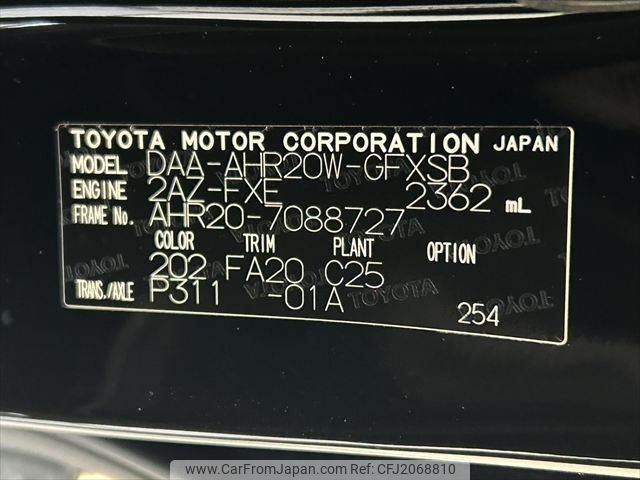 TOYOTA MOTOR CORPORATION JAPAN
MODEL DAA-AHR20W-GFXSB
ENGINE 2AZ-FXE 2362 mL
FRAME No. AHR20-7088727
COLOR TRIM PLANT OPTION
202 FA20 C25
TRANS./AXLE P311 -01A
254
www.CarFromJapan.com | Ref:CFJ2068810